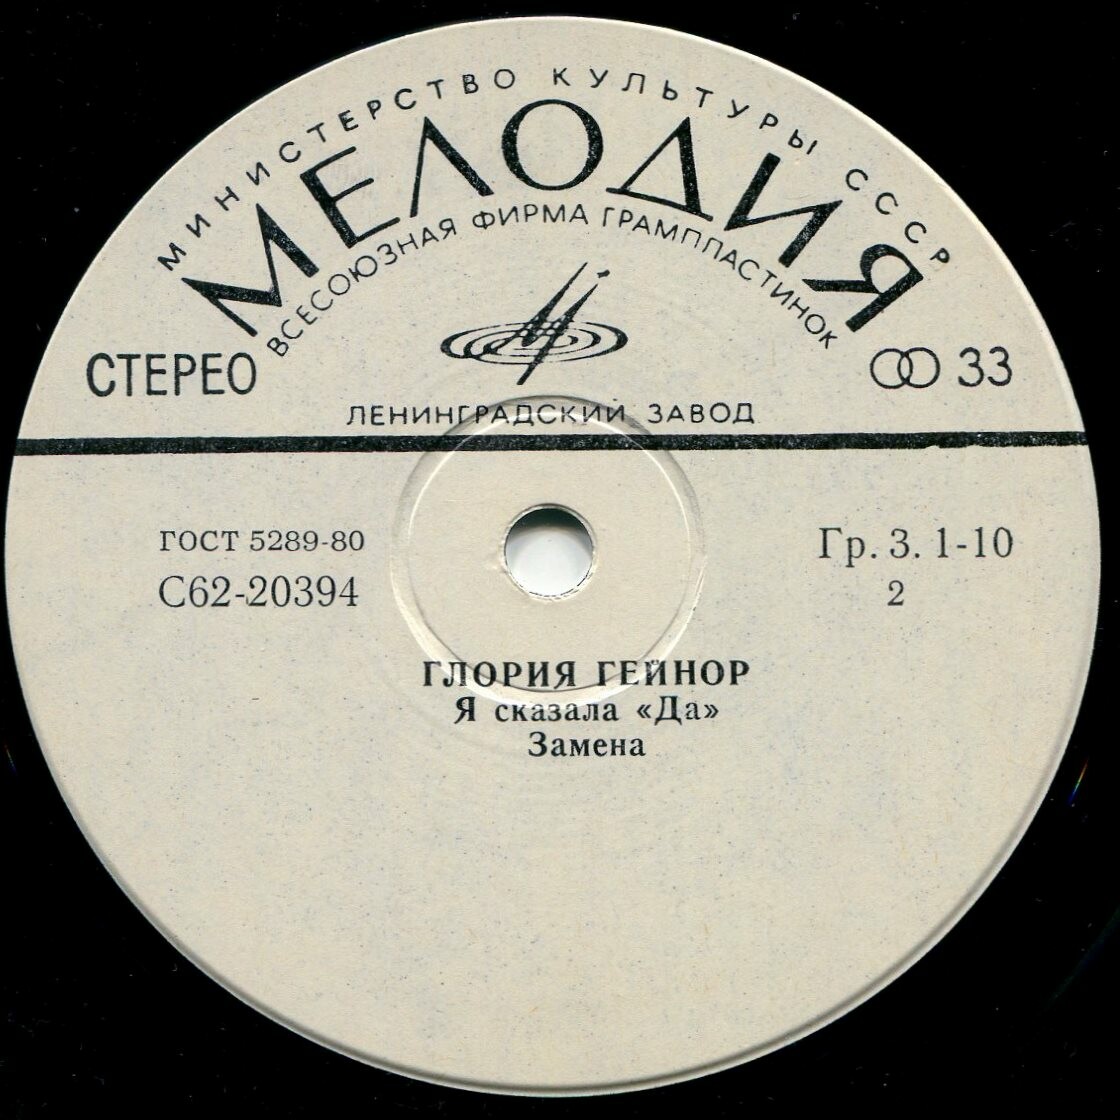 МИНИСТЕРСТВО КУЛЬТУРЫ СССР
МЕЛОДИЯ
ВСЕСОЮЗНАЯ ФИРМА ГРАМПЛАСТИНОК
СТЕРЕО
33
ЛЕНИНГРАДСКИЙ ЗАВОД
ГОСТ 5289-80
Гр. 3. 1-10
С62-20394
2
ГЛОРИЯ ГЕЙНОР
Я сказала «Да»
Замена